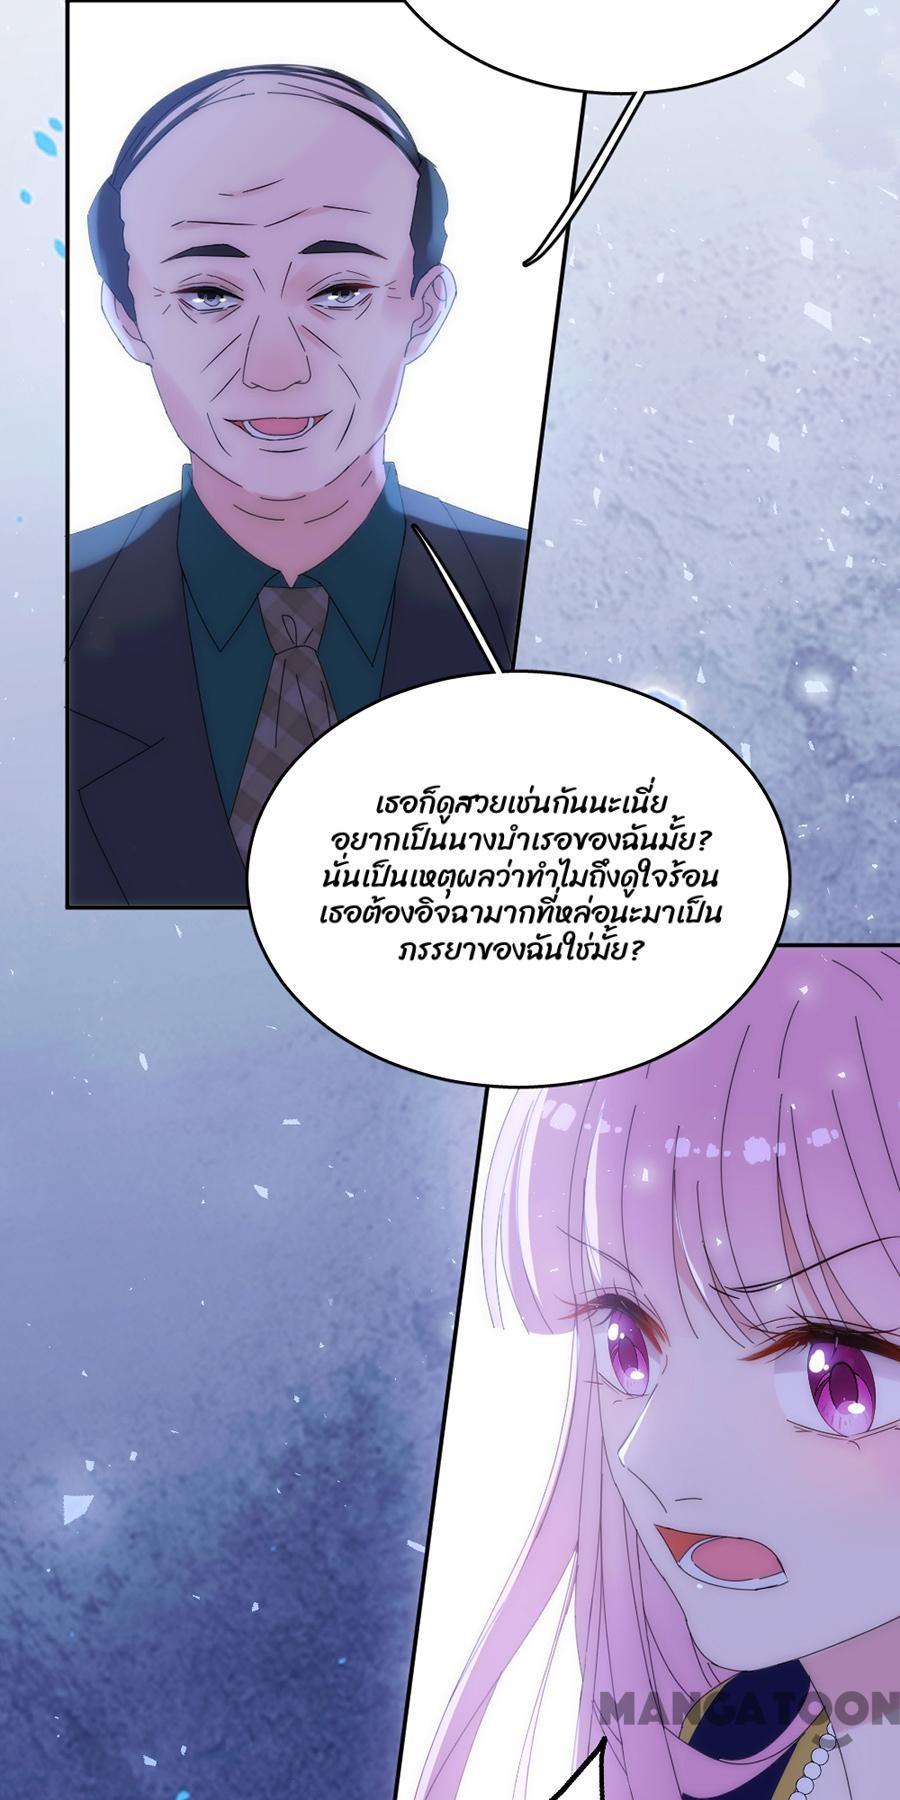 เธอก็ดูสวยเช่นกันนะเนี่ย
อยากเป็นนางบำเรอของฉันมั้ย?
นั่นเป็นเหตุผลว่าทำไมถึงดูใจร้อน
เธอต้องอิจฉามากที่หล่อนะมาเป็น
ภรรยาของฉันใช่มั้ย?
MANGATOON